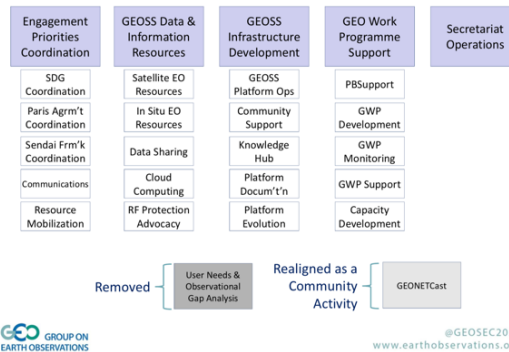 Engagement
Priorities
Coordination
SDG
Coordination
Paris Agrm't
Coordination
Sendai Frm'k
Coordination
Communications
Resource
Mobilization
GEOSS Data &
Information
Resources
Satellite EO
Resources
In Situ EO
Resources
Data Sharing
Cloud
Computing
RF Protection
Advocacy
GEOSS
Infrastructure
Development
GEOSS
Platform Ops
Community
Support
Knowledge
Hub
Platform
Docum't'n
Platform
Evolution
GEO Work
Programme
Support
PBSupport
GWP
Development
GWP
Monitoring
GWP Support
Capacity
Development
Secretariat
Operations
Removed
User Needs &
Observational
Gap Analysis
Realigned as a
Community
Activity
GEONETCast
GEO GROUP ON
EARTH OBSERVATIONS
@GEOSEC20
www.earthobservations.o